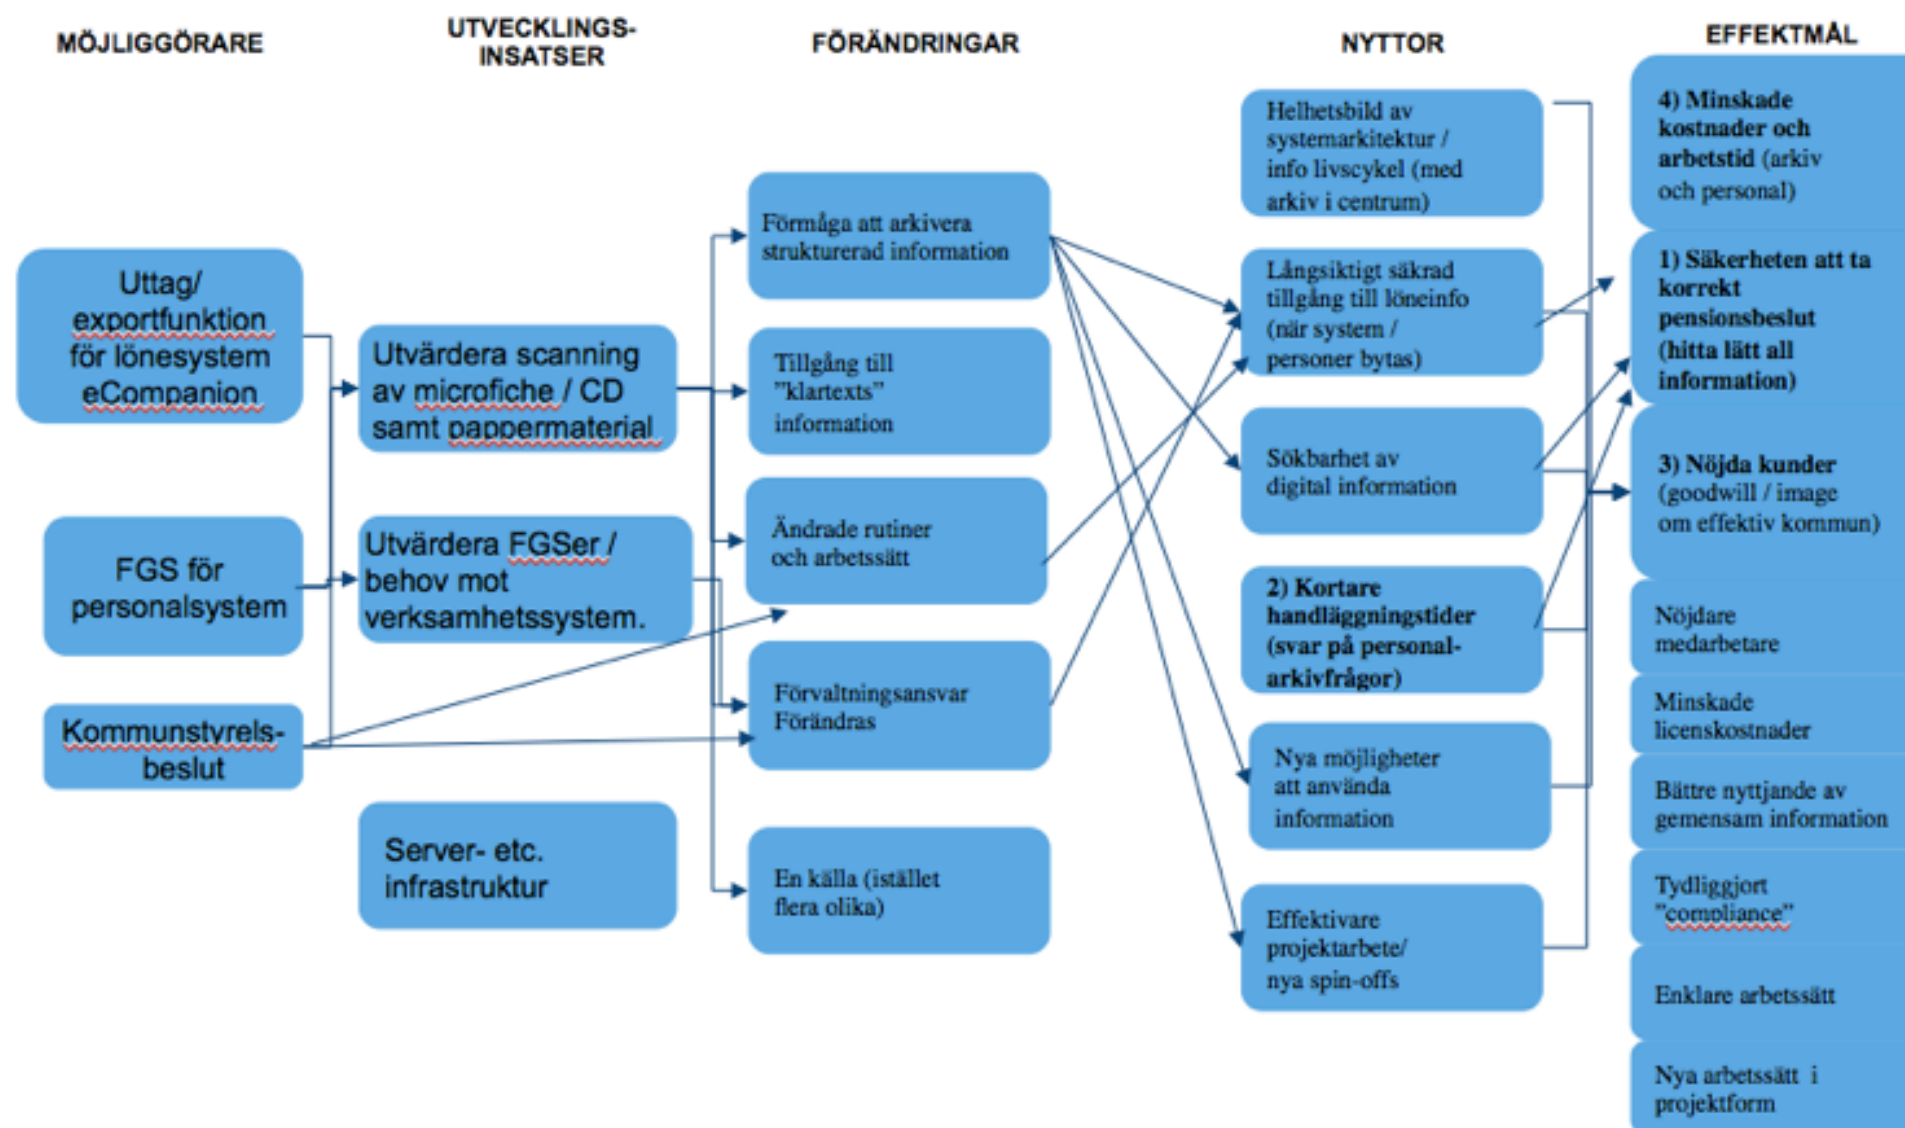 MÖJLIGGÖRARE
UTVECKLINGS-
INSATSER
FÖRÄNDRINGAR
NYTTOR
EFFEKTMÅL
Uttag/
exportfunktion
för lönesystem
eCompanion
FGS för
personalsystem
Kommunstyrels-
beslut
Utvärdera scanning
av microfiche / CD
samt pappermaterial
Utvärdera FGSer /
behov mot
verksamhetssystem.
Server- etc.
infrastruktur
Förmåga att arkivera
strukturerad information
Tillgång till
”klartexts”
information
Ändrade rutiner
och arbetssätt
Förvaltningsansvar
Förändras
En källa (istället
flera olika)
Helhetsbild av
systemarkitektur /
info livscykel (med
arkiv i centrum)
Långsiktigt säkrad
tillgång till löneinfo
(när system /
personer bytas)
Sökbarhet av
digital information
2) Kortare
handläggningstider
(svar på personal-
arkivfrågor)
Nya möjligheter
att använda
information
Effektivare
projektarbete/
nya spin-offs
4) Minskade
kostnader och
arbetstid (arkiv
och personal)
1) Säkerheten att ta
korrekt
pensionsbeslut
(hitta lätt all
information)
3) Nöjda kunder
(goodwill / image
om effektiv kommun)
Nöjdare
medarbetare
Minskade
licenskostnader
Bättre nyttjande av
gemensam information
Tydliggjort
”compliance”
Enklare arbetssätt
Nya arbetssätt i
projektform